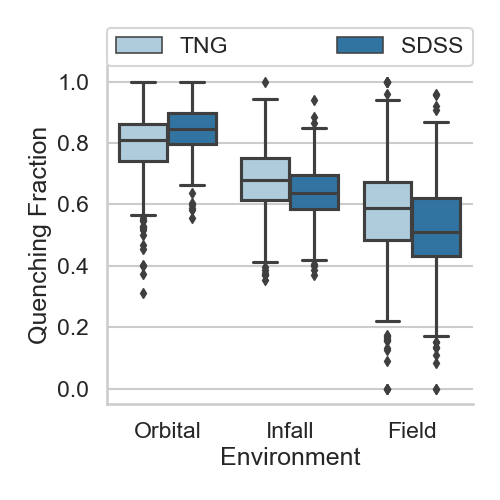 TNG SDSS
1.0
0.8
0.6
0.4
0.2
0.0
Quenching Fraction
Orbital Infall Field
Environment